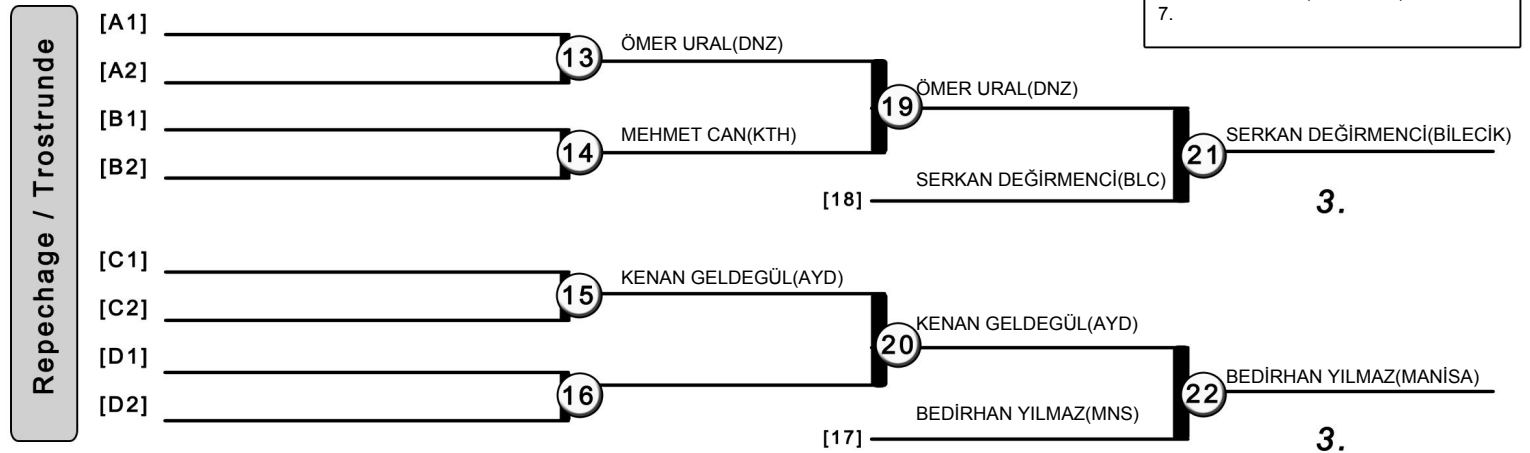 7.
Repechage / Trostrunde
[A1]
[A2]
[B1]
[B2]
13
ÖMER URAL(DNZ)
14
MEHMET CAN(KTH)
19
ÖMER URAL(DNZ)
[18]
SERKAN DEĞİRMENCİ(BLC)
21
SERKAN DEĞİRMENCİ(BİLECİK)
3.
[C1]
[C2]
[D1]
[D2]
15
KENAN GELDEGÜL(AYD)
16
20
KENAN GELDEGÜL(AYD)
[17]
BEDİRHAN YILMAZ(MNS)
22
BEDİRHAN YILMAZ(MANİSA)
3.